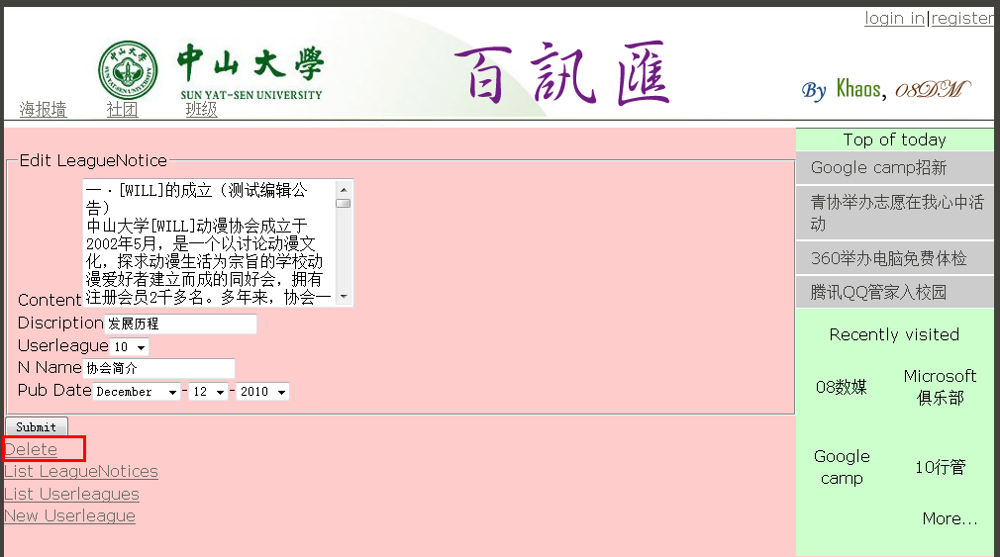 login in|register
中山大学
SUN YAT-SEN UNIVERSITY
百訊匯
By Khaos, 08DM
海报墙 社团 班级
Edit LeagueNotice
一·[WILL]的成立（测试编辑公
告）
中山大学[WILL]动漫协会成立于
2002年5月，是一个以讨论动漫文
化，探求动漫生活为宗旨的学校动
漫爱好者建立而成的同好会，拥有
注册会员2千多名。多年来，协会一
Content
Discription 发展历程
Userleague 10
N Name 协会简介
Pub Date December - 12 - 2010
Submit
Delete
List LeagueNotices
List Userleagues
New Userleague
Top of today
Google camp招新
青协举办志愿在我心中活
动
360举办电脑免费体检
腾讯QQ管家入校园
Recently visited
08数媒
Microsoft
俱乐部
Google
camp
10行管
More...